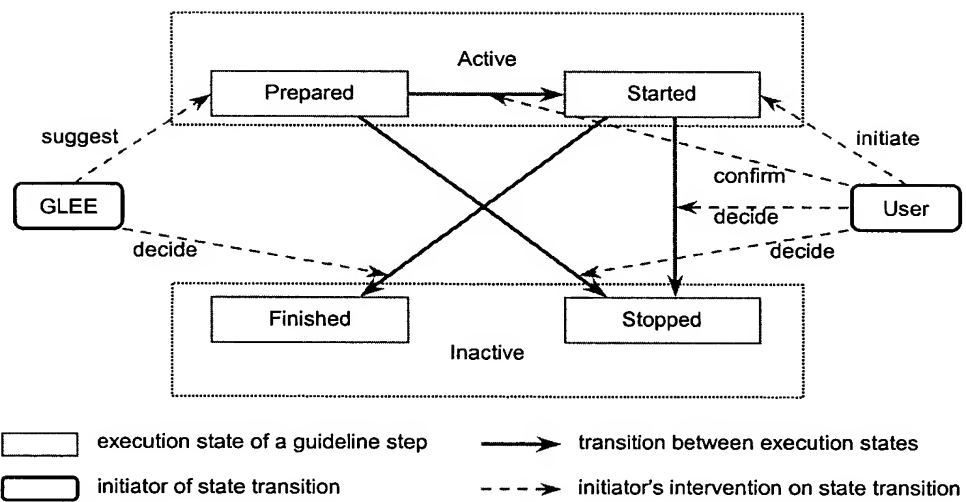 Active
Prepared
Started
suggest
initiate
confirm
GLEE
User
decide
decide
decide
Finished
Stopped
Inactive
execution state of a guideline step
transition between execution states
initiator of state transition
initiator's intervention on state transition